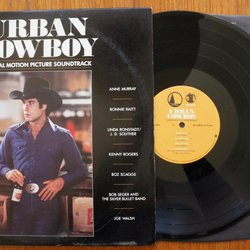 URBAN
COWBOY
AL MOTION PICTURE SOUNDTRACK
ANNE MURRAY
BONNIE RAITT
LINDA RONSTADT/
J. D. SOUTHER
KENNY ROGERS
BOZ SCAGGS
BOB SEGER AND
THE SILVER BULLET BAND
JOE WALSH
URBAN
COWBOY